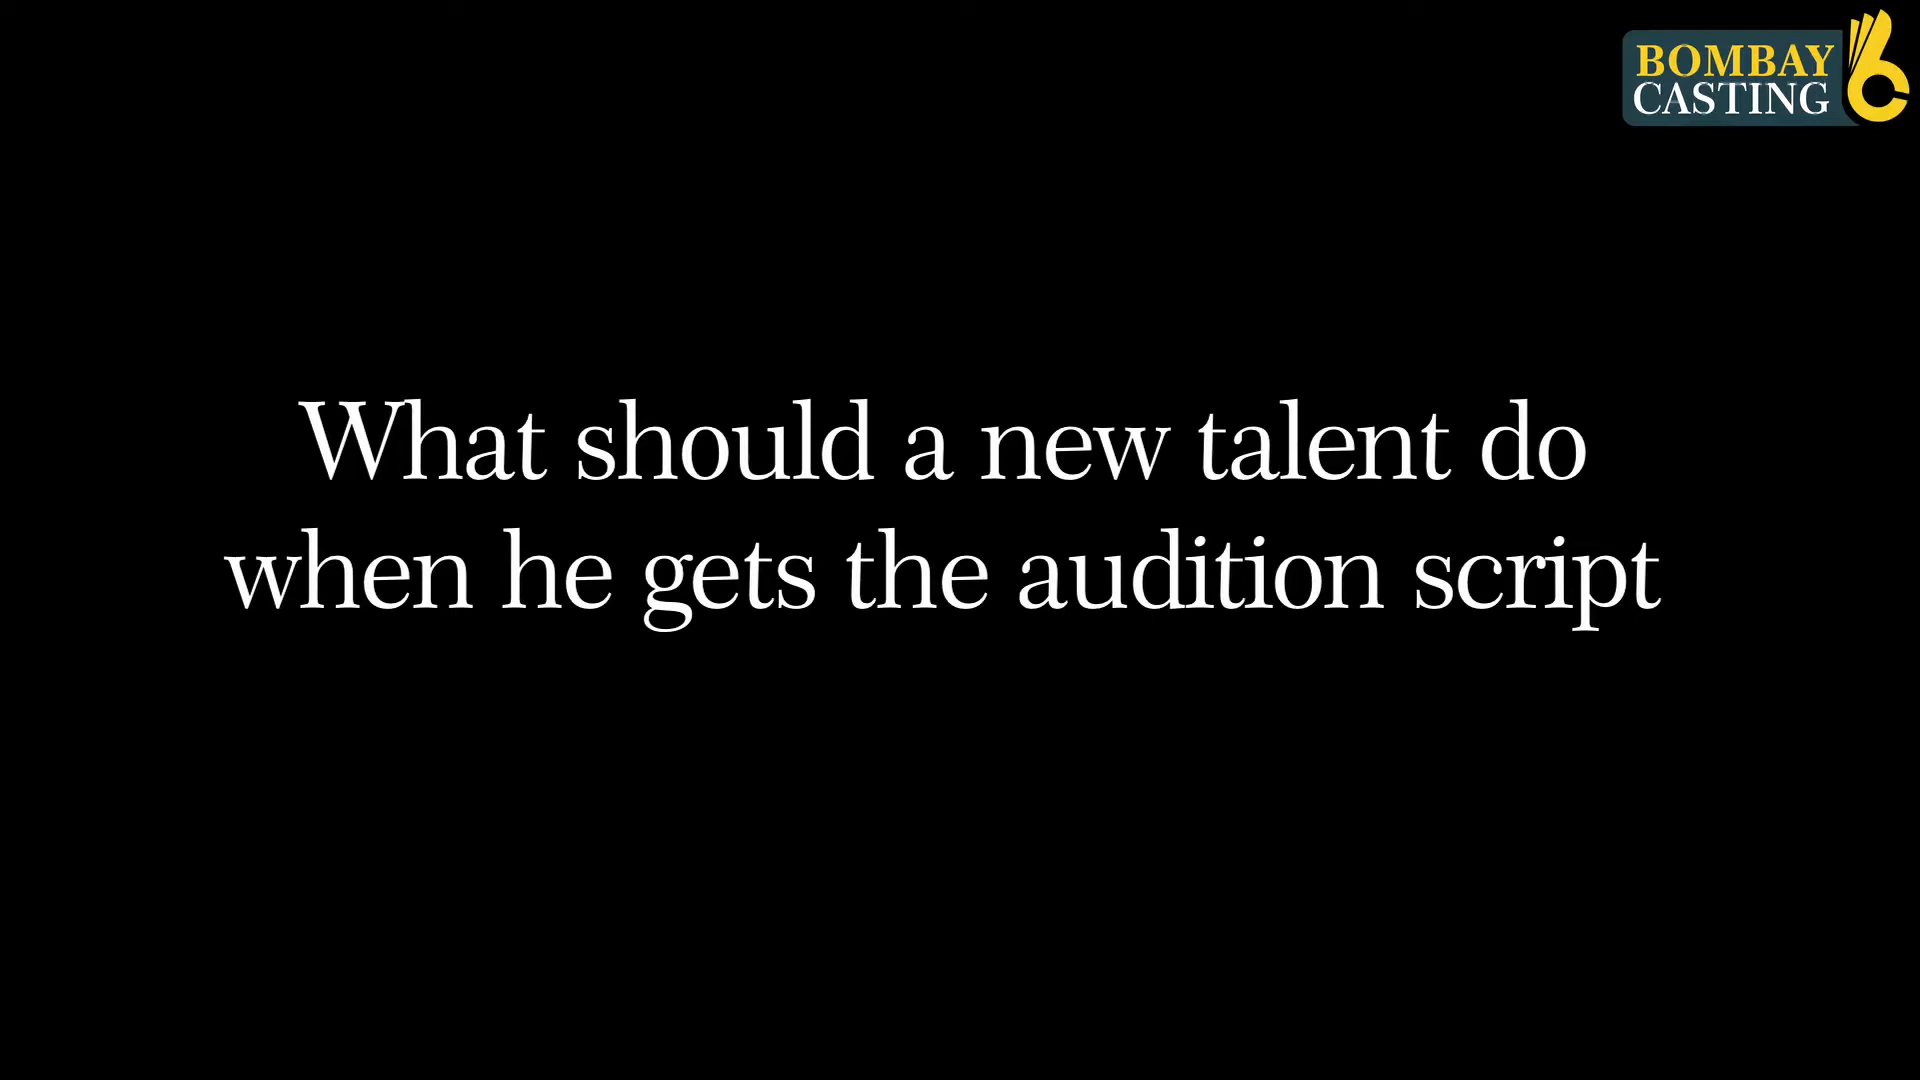 BOMBAY
CASTING
What should a new talent do
when he gets the audition script